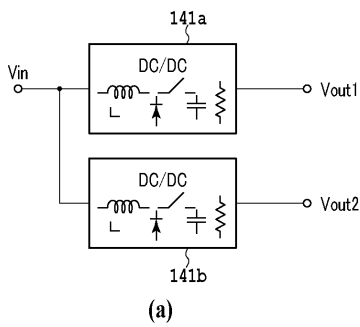 141a
DC/DC
Vin
L
Vout1
DC/DC
L
Vout2
141b
(a)